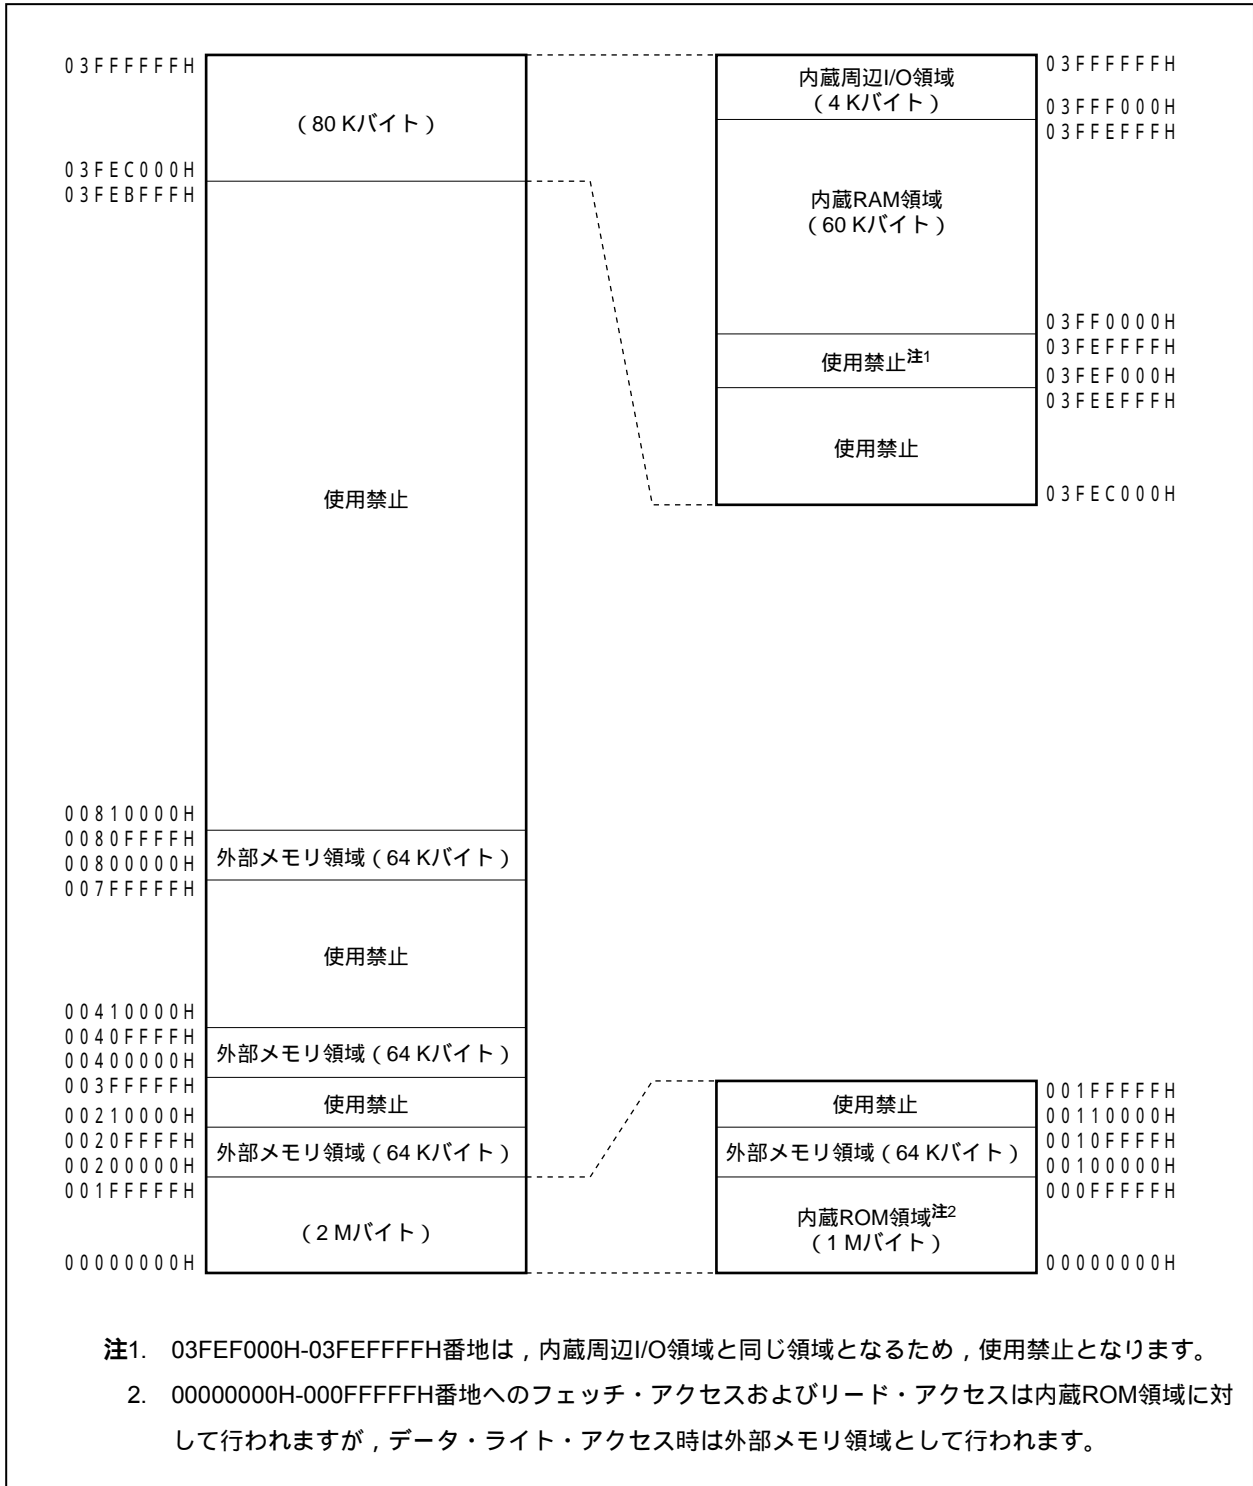 03FFFFFFH
(80 Kバイト)
03FEC000H
03FEBFFFH
使用禁止
00810000H
0080FFFFH
外部メモリ領域(64 Kバイト)
00800000H
007FFFFFH
使用禁止
00410000H
0040FFFFH
外部メモリ領域(64 Kバイト)
00400000H
003FFFFFH
使用禁止
00210000H
0020FFFFH
外部メモリ領域(64 Kバイト)
00200000H
001FFFFFH
(2 Mバイト)
00000000H
内蔵周辺I/O領域
(4 Kバイト)
03FFFFFFH
03FFF000H
03FFEFFFH
内蔵RAM領域
(60 Kバイト)
03FF0000H
03FEFFFFH
使用禁止注1
03FEF000H
03FEEFFFH
使用禁止
03FEC000H
001FFFFFH
使用禁止
00110000H
0010FFFFH
外部メモリ領域(64 Kバイト)
00100000H
000FFFFFH
内蔵ROM領域注2
(1 Mバイト)
00000000H
注1. 03FEF000H-03FEFFFFH番地は,内蔵周辺I/O領域と同じ領域となるため,使用禁止となります。
2. 00000000H-000FFFFFH番地へのフェッチ・アクセスおよびリード・アクセスは内蔵ROM領域に対
して行われますが,データ・ライト・アクセス時は外部メモリ領域として行われます。